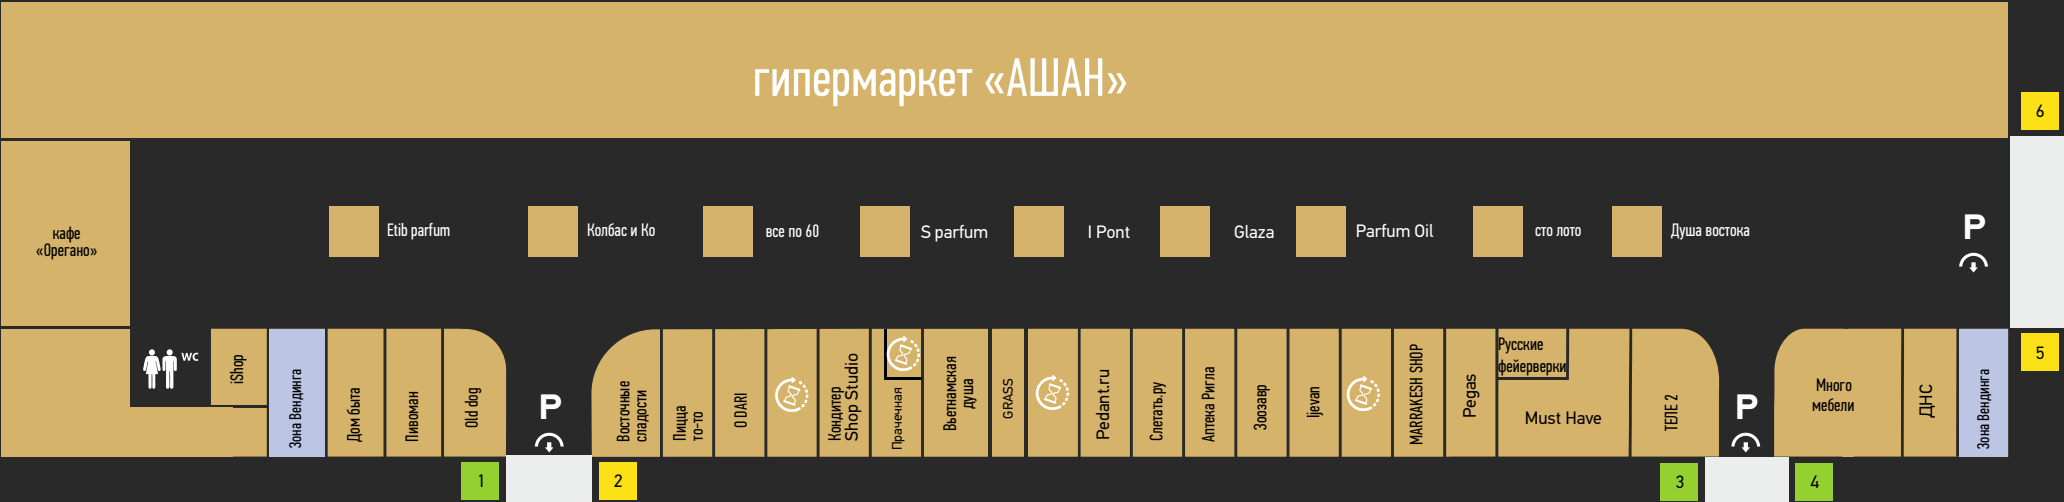 гипермаркет «АШАН»
6
кафе
«Орегано»
Etib parfum
Колбас и Ко
все по 60
S parfum
I Pont
Glaza
Parfum Oil
сто лото
Душа востока
P
WC
iShop
Зона Вендинга
Дом быта
Пивоман
Old dog
P
Восточные
сладости
Пицца
то-то
O DARI
Кондитер
Shop Studio
Прачечная
Вьетнамская
душа
GRASS
Pedant.ru
Слетать.ру
Аптека Ригла
Зоозавр
Ijevan
MARRAKESH SHOP
Pegas
Русские
фейерверки
Must Have
ТЕЛЕ 2
P
Много
мебели
ДНС
Зона Вендинга
5
1
2
3
4